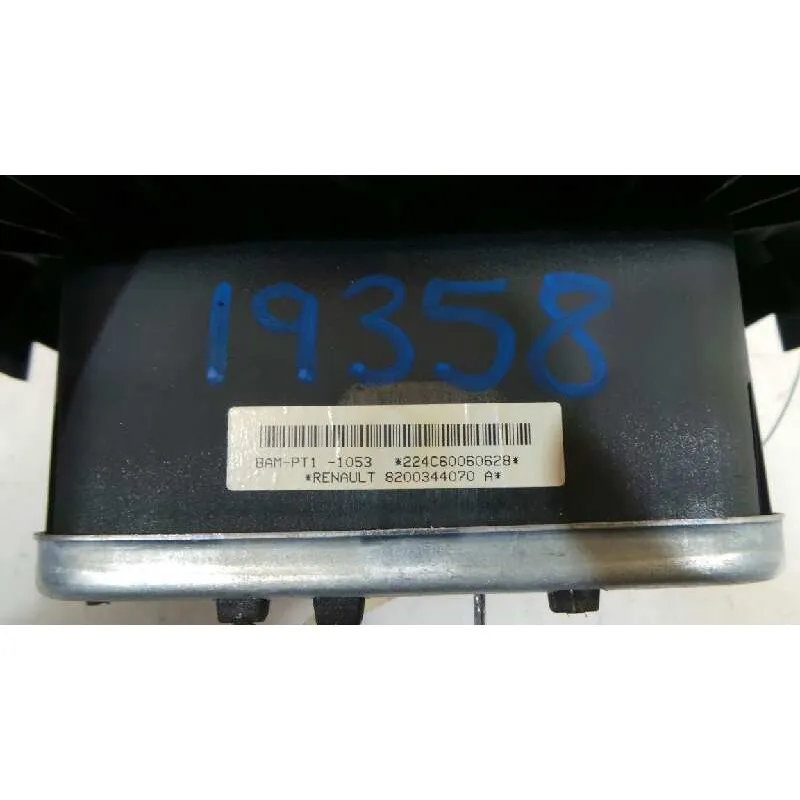 19358
BAM-PT1 -1053 *224C60060628*
*RENAULT 8200344070 A*